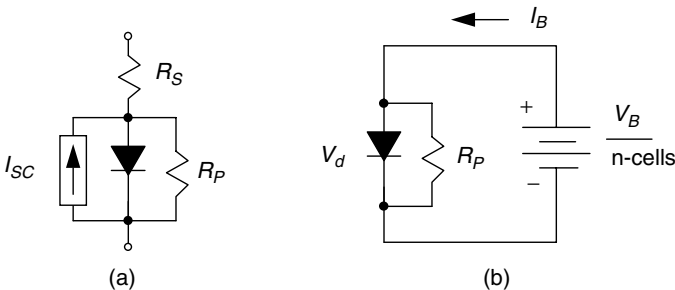 I_B
R_S
I_SC
R_P
+
V_B
V_d
R_P
−
n-cells
(a)
(b)